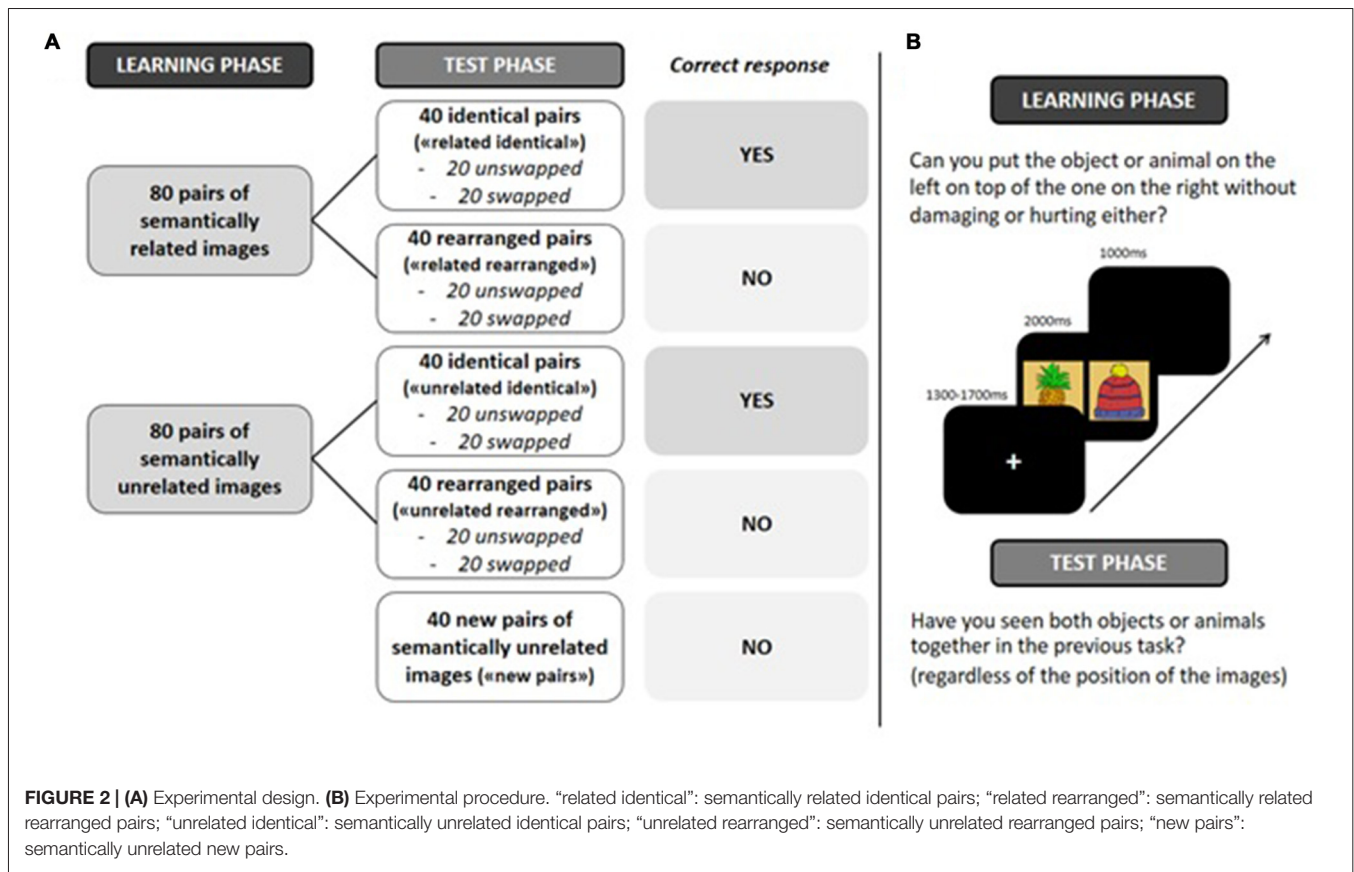 A
LEARNING PHASE
TEST PHASE
Correct response
80 pairs of
semantically
related images
40 identical pairs
(«related identical»)
- 20 unswapped
- 20 swapped
YES
40 rearranged pairs
(«related rearranged»)
- 20 unswapped
- 20 swapped
NO
80 pairs of
semantically
unrelated images
40 identical pairs
(«unrelated identical»)
- 20 unswapped
- 20 swapped
YES
40 rearranged pairs
(«unrelated rearranged»)
- 20 unswapped
- 20 swapped
NO
40 new pairs of
semantically unrelated
images («new pairs»)
NO
B
LEARNING PHASE
Can you put the object or animal on the
left on top of the one on the right without
damaging or hurting either?
1000ms
2000ms
1300-1700ms
+
TEST PHASE
Have you seen both objects or animals
together in the previous task?
(regardless of the position of the images)
FIGURE 2 | (A) Experimental design. (B) Experimental procedure. “related identical”: semantically related identical pairs; “related rearranged”: semantically related
rearranged pairs; “unrelated identical”: semantically unrelated identical pairs; “unrelated rearranged”: semantically unrelated rearranged pairs; “new pairs”:
semantically unrelated new pairs.